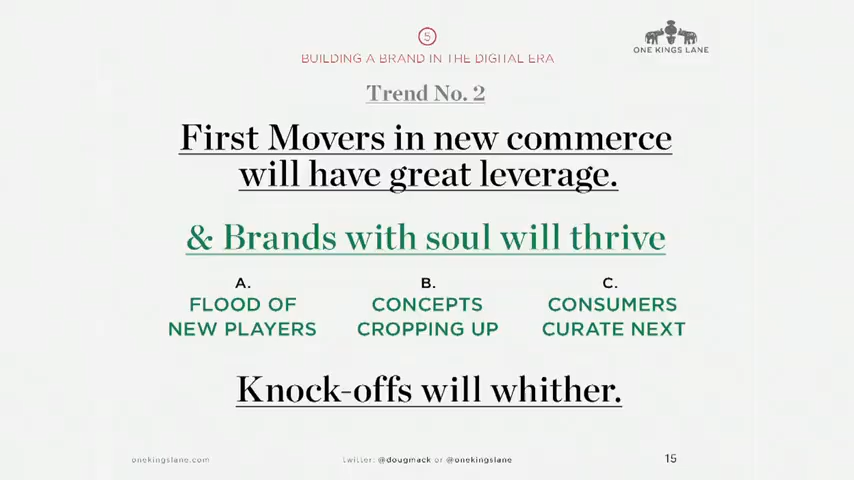 5
ONE KINGS LANE
BUILDING A BRAND IN THE DIGITAL ERA
Trend No. 2
First Movers in new commerce
will have great leverage.
& Brands with soul will thrive
A.
FLOOD OF
NEW PLAYERS
B.
CONCEPTS
CROPPING UP
C.
CONSUMERS
CURATE NEXT
Knock-offs will whither.
onekingslane.com
twitter: @dougmack or @onekingslane
15